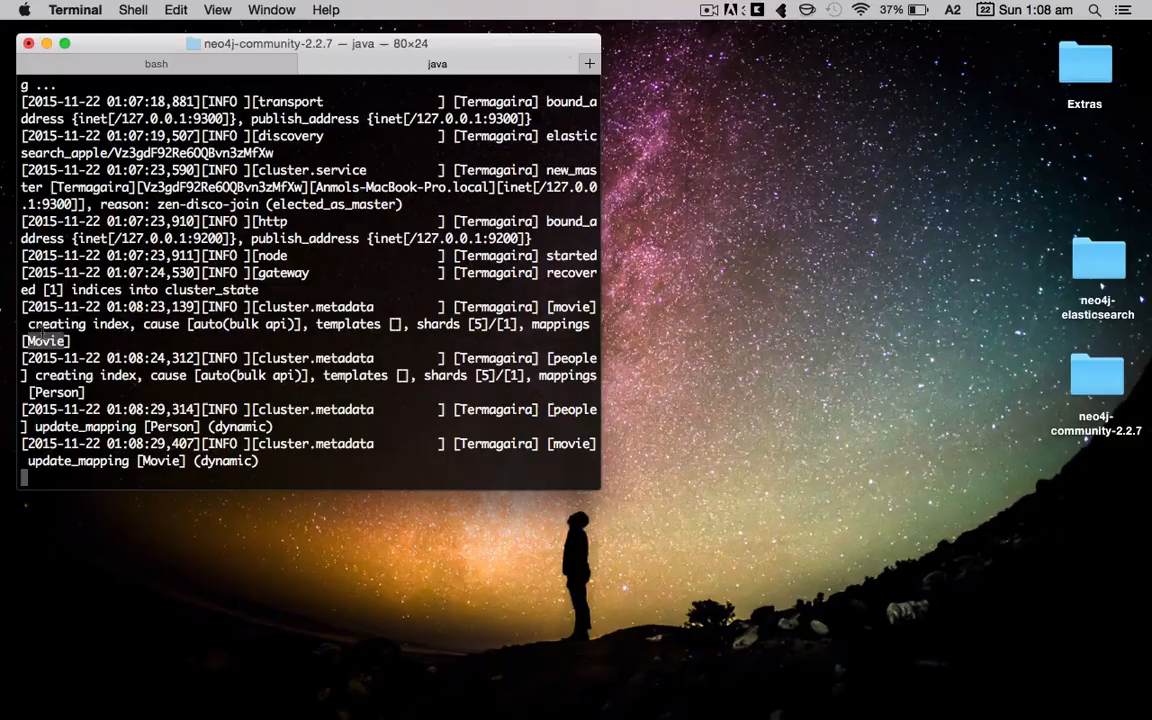 Terminal Shell Edit View Window Help 37% A2 22 Sun 1:08 am
neo4j-community-2.2.7 — java — 80×24
bash java +
g ...
[2015-11-22 01:07:18,881][INFO ][transport                ] [Termagaira] bound_a
ddress {inet[/127.0.0.1:9300]}, publish_address {inet[/127.0.0.1:9300]}
[2015-11-22 01:07:19,507][INFO ][discovery                ] [Termagaira] elastic
search_apple/Vz3gdF92Re6OQBvn3zMfXw
[2015-11-22 01:07:23,590][INFO ][cluster.service          ] [Termagaira] new_mas
ter [Termagaira][Vz3gdF92Re6OQBvn3zMfXw][Anmols-MacBook-Pro.local][inet[/127.0.0
.1:9300]], reason: zen-disco-join (elected_as_master)
[2015-11-22 01:07:23,910][INFO ][http                     ] [Termagaira] bound_a
ddress {inet[/127.0.0.1:9200]}, publish_address {inet[/127.0.0.1:9200]}
[2015-11-22 01:07:23,911][INFO ][node                     ] [Termagaira] started
[2015-11-22 01:07:24,530][INFO ][gateway                  ] [Termagaira] recover
ed [1] indices into cluster_state
[2015-11-22 01:08:23,139][INFO ][cluster.metadata         ] [Termagaira] [movie]
 creating index, cause [auto(bulk api)], templates [], shards [5]/[1], mappings
[Movie]
[2015-11-22 01:08:24,312][INFO ][cluster.metadata         ] [Termagaira] [people
] creating index, cause [auto(bulk api)], templates [], shards [5]/[1], mappings
 [Person]
[2015-11-22 01:08:29,314][INFO ][cluster.metadata         ] [Termagaira] [people
] update_mapping [Person] (dynamic)
[2015-11-22 01:08:29,407][INFO ][cluster.metadata         ] [Termagaira] [movie]
 update_mapping [Movie] (dynamic)
Extras
neo4j-
elasticsearch
neo4j-
community-2.2.7